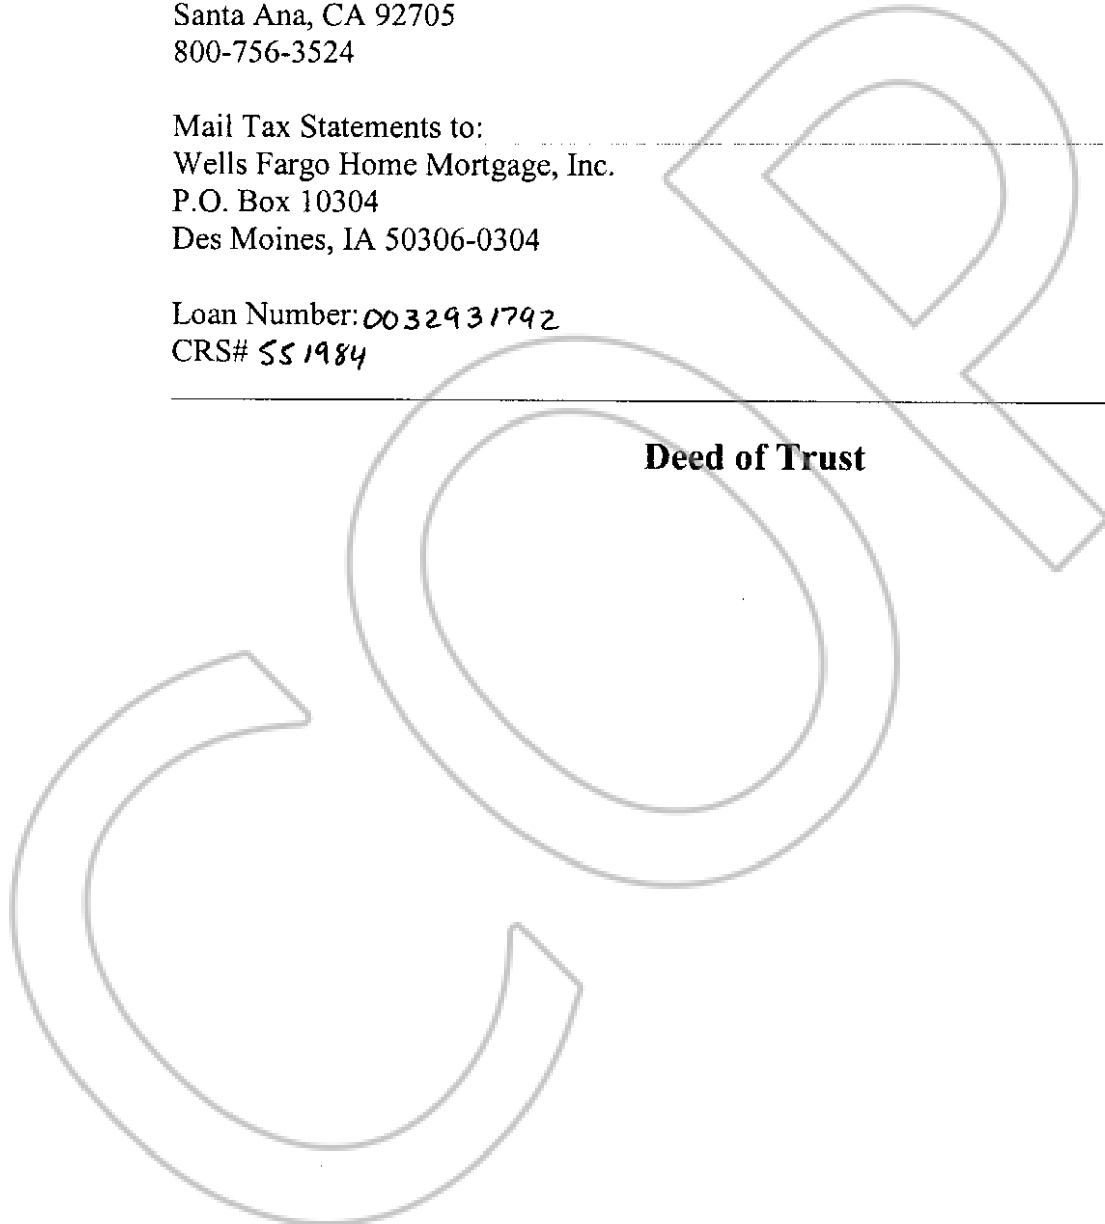 Santa Ana, CA 92705
800-756-3524
Mail Tax Statements to:
Wells Fargo Home Mortgage, Inc.
P.O. Box 10304
Des Moines, IA 50306-0304
Loan Number: 0032931792
CRS# 551984
Deed of Trust
COP